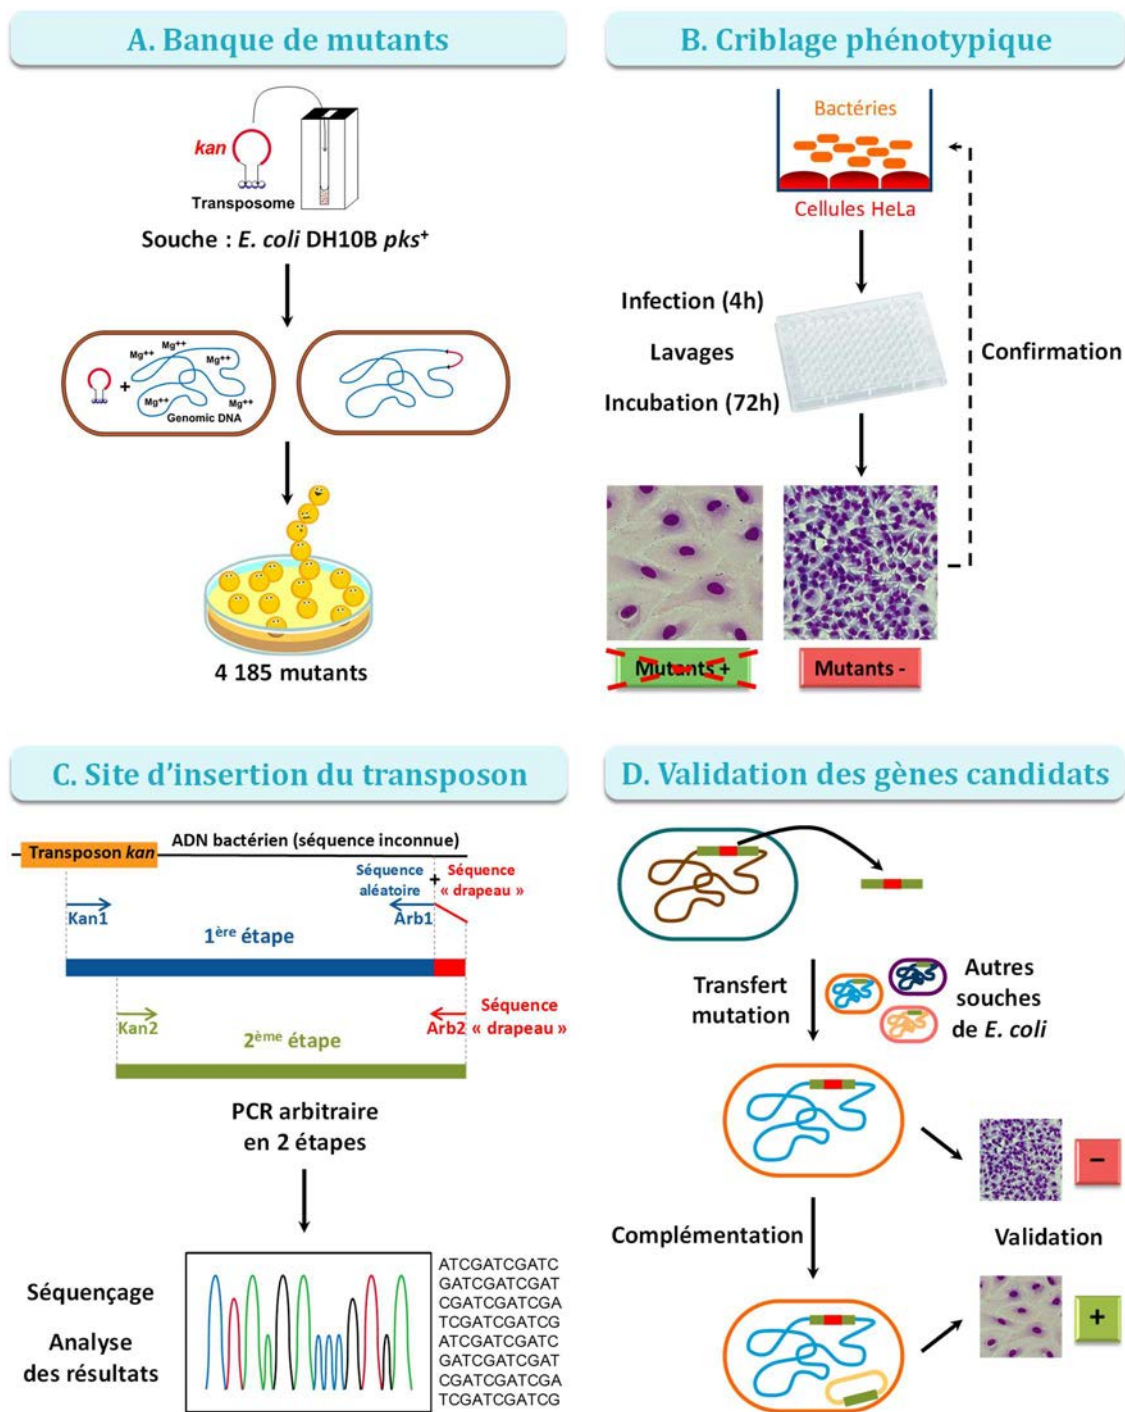 A. Banque de mutants
kan
Transposome
Souche : E. coli DH10B pks+
Mg++
Mg++
Mg++
+
Mg++
Mg++
Genomic DNA
4 185 mutants
B. Criblage phénotypique
Bactéries
Cellules HeLa
Infection (4h)
Lavages
Incubation (72h)
Confirmation
Mutants +
Mutants -
C. Site d'insertion du transposon
ADN bactérien (séquence inconnue)
Transposon kan
Séquence
aléatoire
+
Séquence
« drapeau »
Kan1
Arb1
1ère étape
Kan2
Arb2
Séquence
« drapeau »
2ème étape
PCR arbitraire
en 2 étapes
Séquençage
Analyse
des résultats
ATCGATCGATC
GATCGATCGAT
CGATCGATCGA
TCGATCGATCG
ATCGATCGATC
GATCGATCGAT
CGATCGATCGA
TCGATCGATCG
D. Validation des gènes candidats
Transfert
mutation
Autres
souches
de E. coli
−
Complémentation
Validation
+